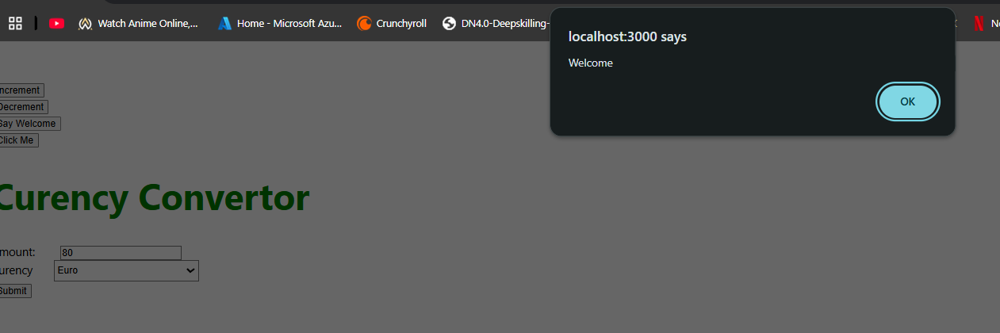 Watch Anime Online,... Home - Microsoft Azu... Crunchyroll DN4.0-Deepskilling-
localhost:3000 says
Welcome
OK
ncrement
Decrement
Say Welcome
Click Me
Curency Convertor
mount: 80
urency Euro
Submit